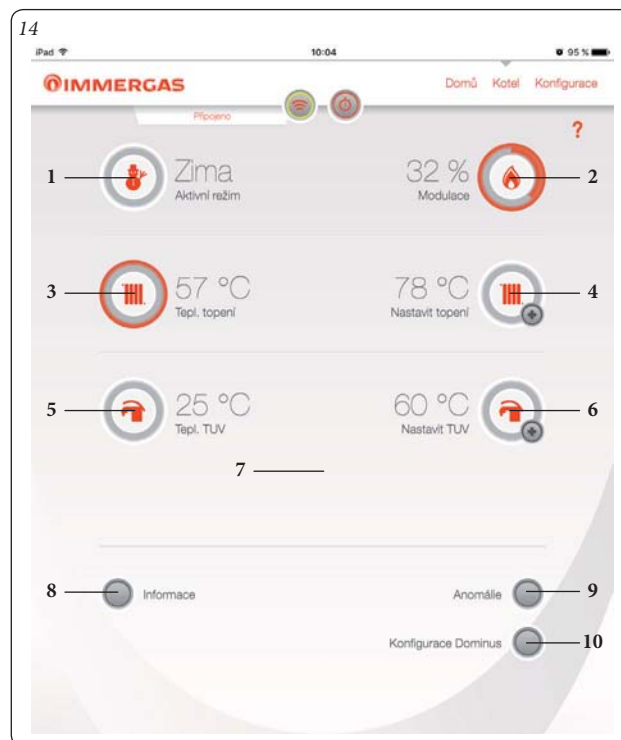 14
iPad 10:04 95 %
IMMERGAS Domů Kotel Konfigurace
Připojeno
?
1 Zima 32 % 2
Aktivní režim Modulace
3 57 °C 78 °C 4
Tepl. topení Nastavit topení
5 25 °C 60 °C 6
Tepl. TUV Nastavit TUV
7
8 Informace Anomálie 9
Konfigurace Dominus 10